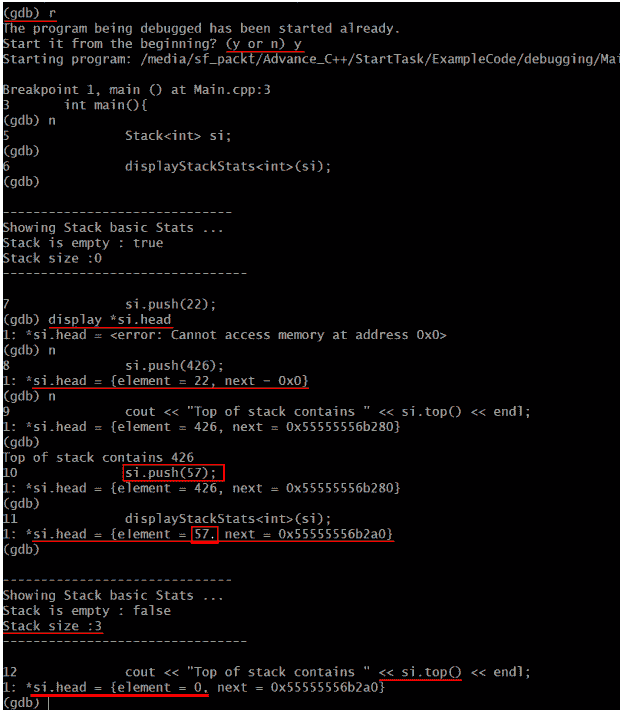 (gdb) r
The program being debugged has been started already.
Start it from the beginning? (y or n) y
Starting program: /media/sf_packt/Advance_C++/StartTask/ExampleCode/debugging/Mai
Breakpoint 1, main () at Main.cpp:3
3 int main(){
(gdb) n
5 Stack<int> si;
(gdb)
6 displayStackStats<int>(si);
(gdb)
------------------------------
Showing Stack basic Stats ...
Stack is empty : true
Stack size :0
--------------------------------
7 si.push(22);
(gdb) display *si.head
1: *si.head = <error: Cannot access memory at address 0x0>
(gdb) n
8 si.push(426);
1: *si.head = {element = 22, next - 0x0}
(gdb) n
9 cout << "Top of stack contains " << si.top() << endl;
1: *si.head = {element = 426, next = 0x55555556b280}
(gdb)
Top of stack contains 426
10 si.push(57);
1: *si.head = {element = 426, next = 0x55555556b280}
(gdb)
11 displayStackStats<int>(si);
1: *si.head = {element = 57, next = 0x55555556b2a0}
(gdb)
------------------------------
Showing Stack basic Stats ...
Stack is empty : false
Stack size :3
--------------------------------
12 cout << "Top of stack contains " << si.top() << endl;
1: *si.head = {element = 0, next = 0x55555556b2a0}
(gdb)